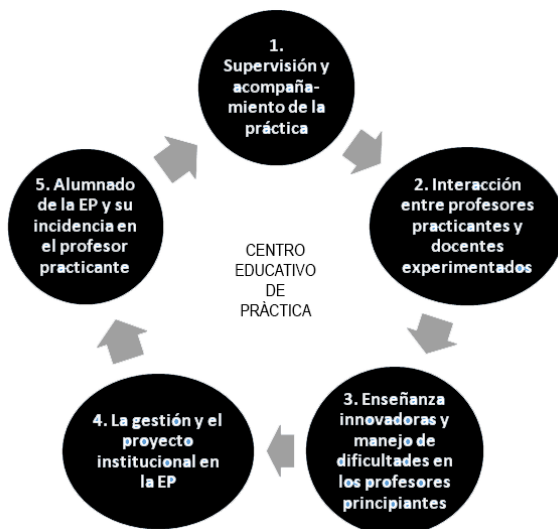 1.
Supervisión y
acompaña-
miento de la
práctica
2. Interacción
entre profesores
practicantes y
docentes
experimentados
3. Enseñanza
innovadoras y
manejo de
dificultades en
los profesores
principiantes
4. La gestión y el
proyecto
institucional en
la EP
5. Alumnado
de la EP y su
incidencia en
el profesor
practicante
CENTRO
EDUCATIVO
DE
PRÀCTICA